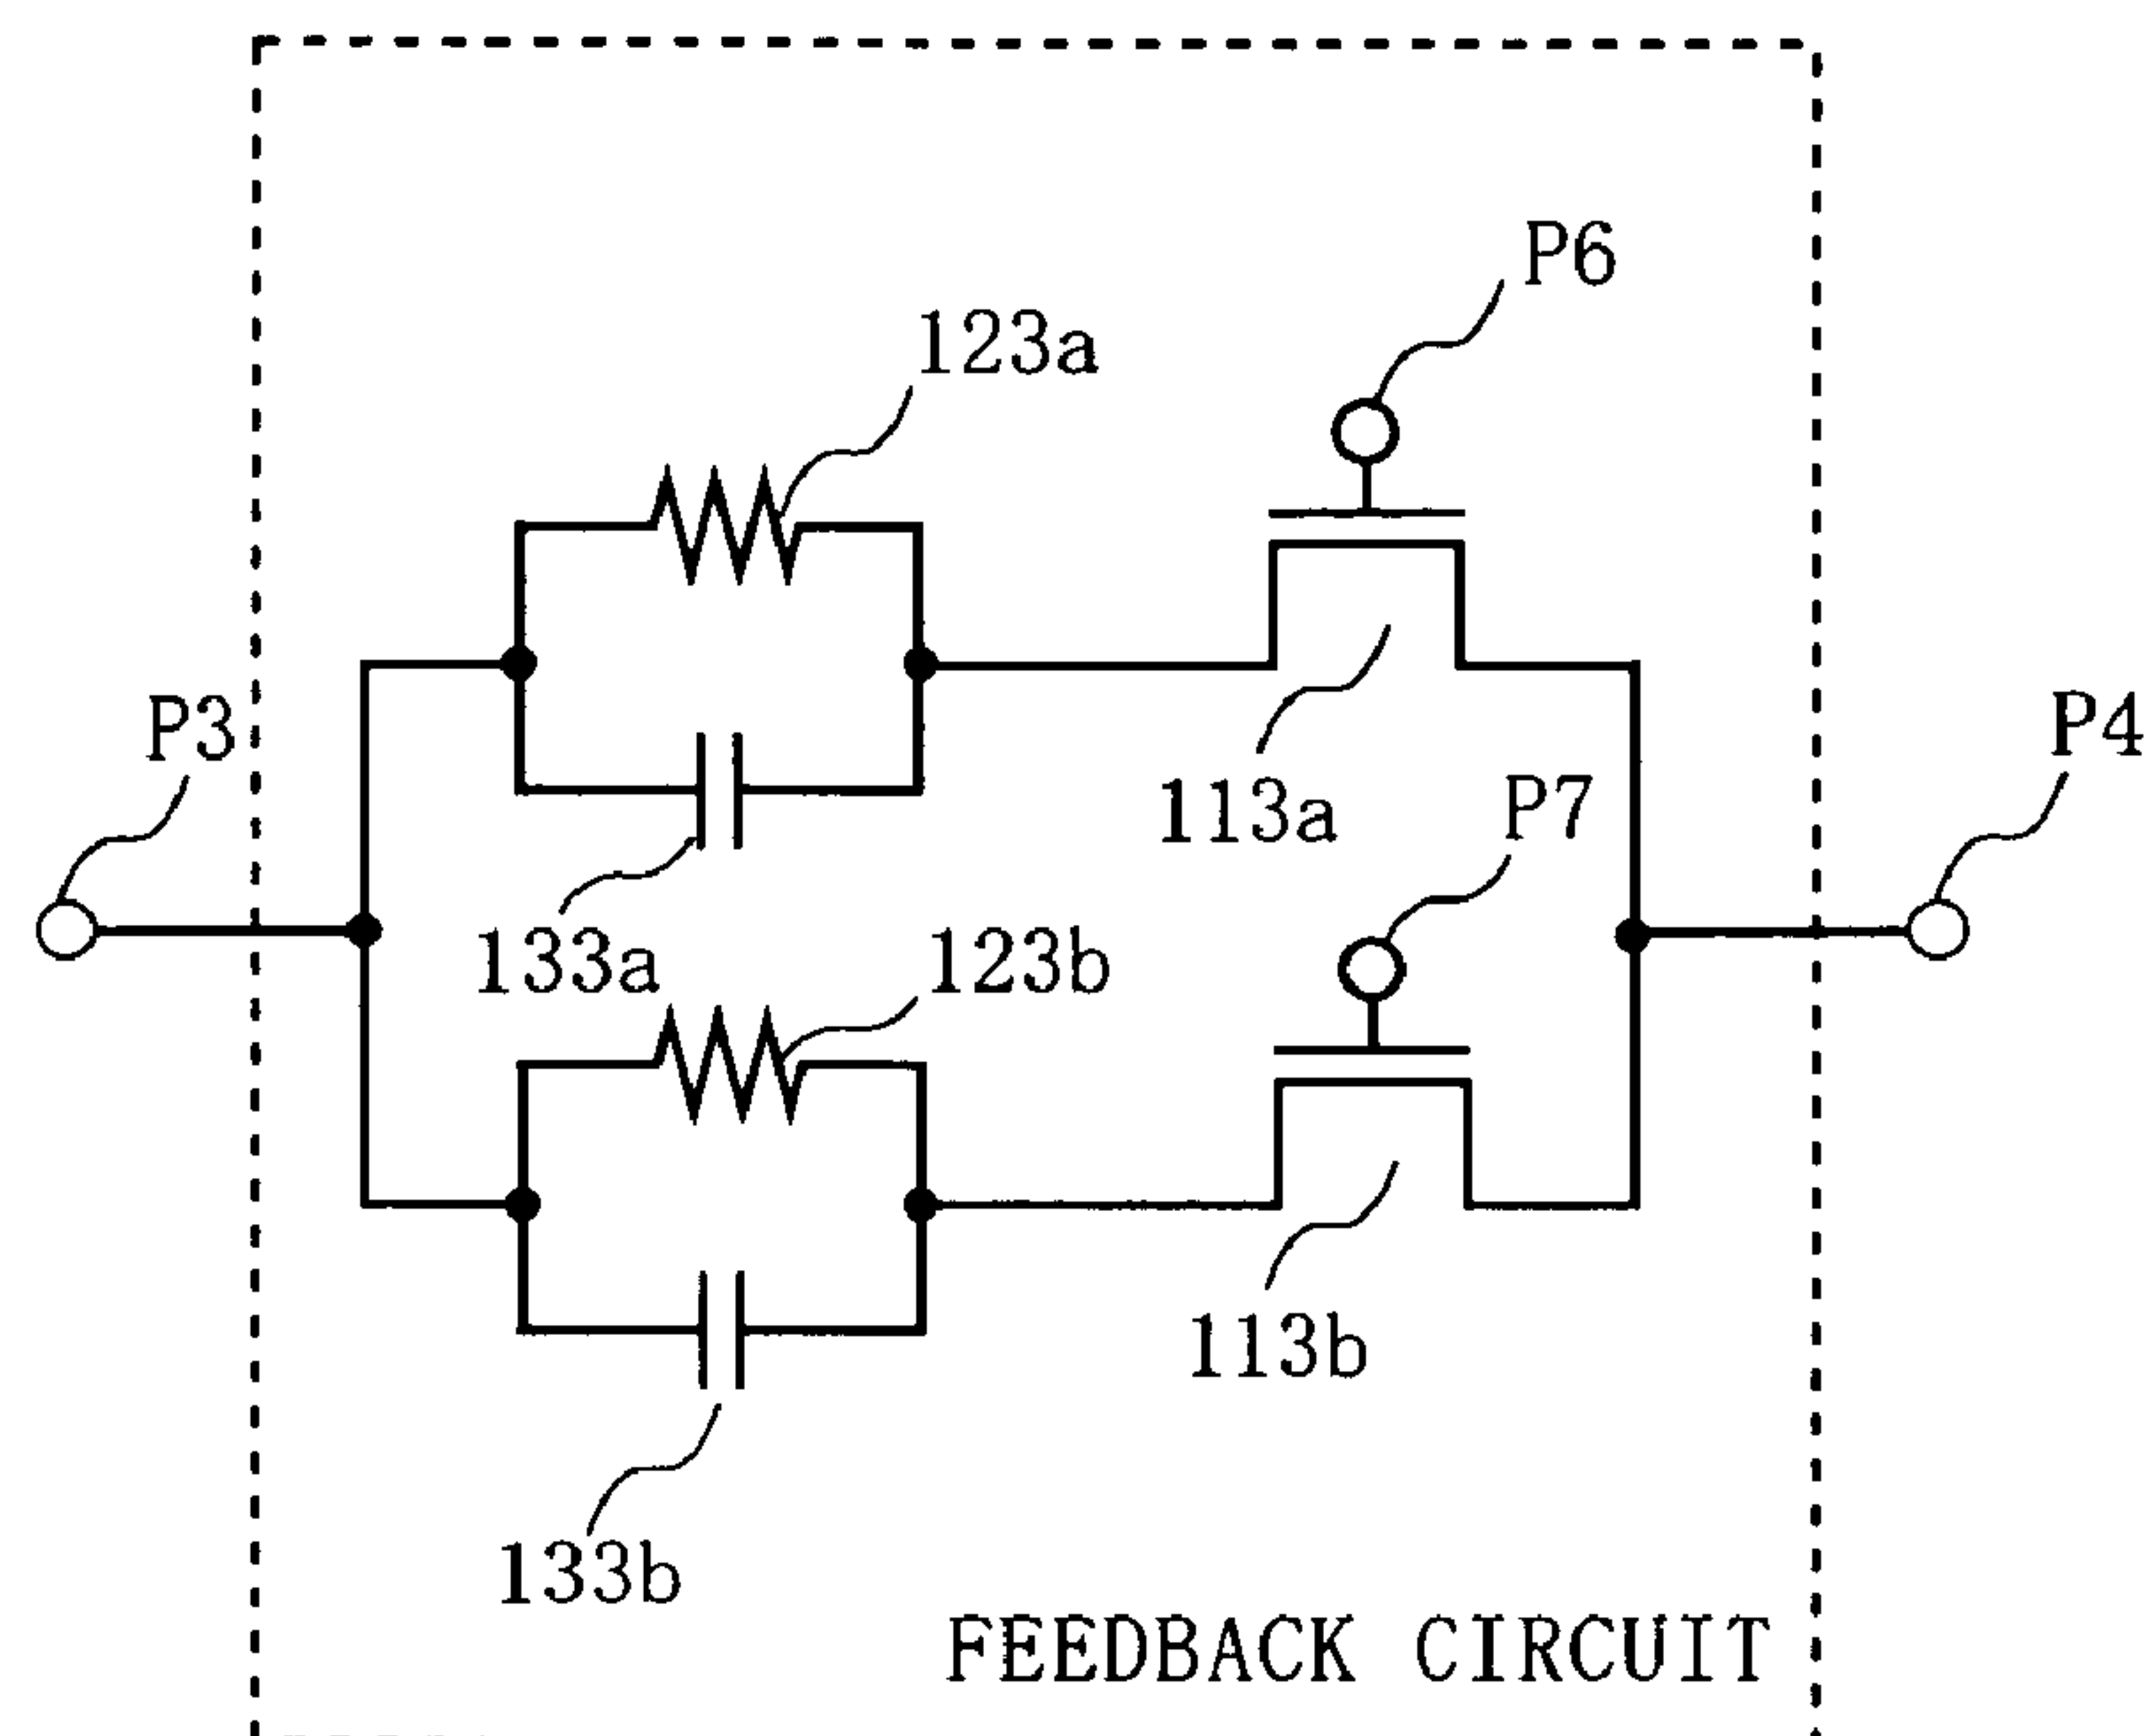 P6
123a
P3
P4
113a
P7
133a
123b
113b
133b
FEEDBACK CIRCUIT